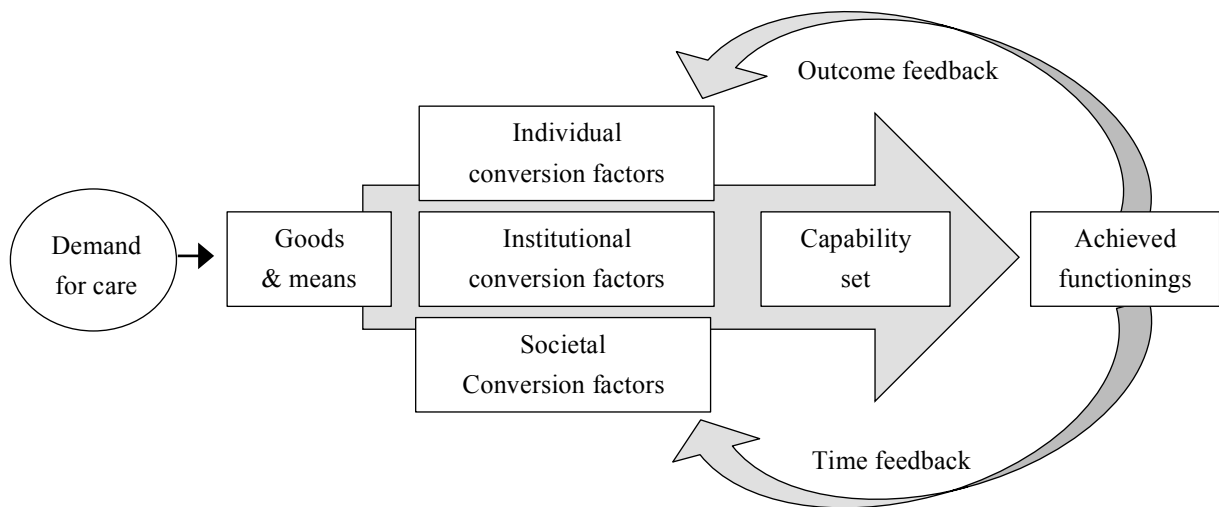 Outcome feedback
Individual
conversion factors
Demand
for care
Goods
& means
Institutional
conversion factors
Capability
set
Achieved
functionings
Societal
Conversion factors
Time feedback